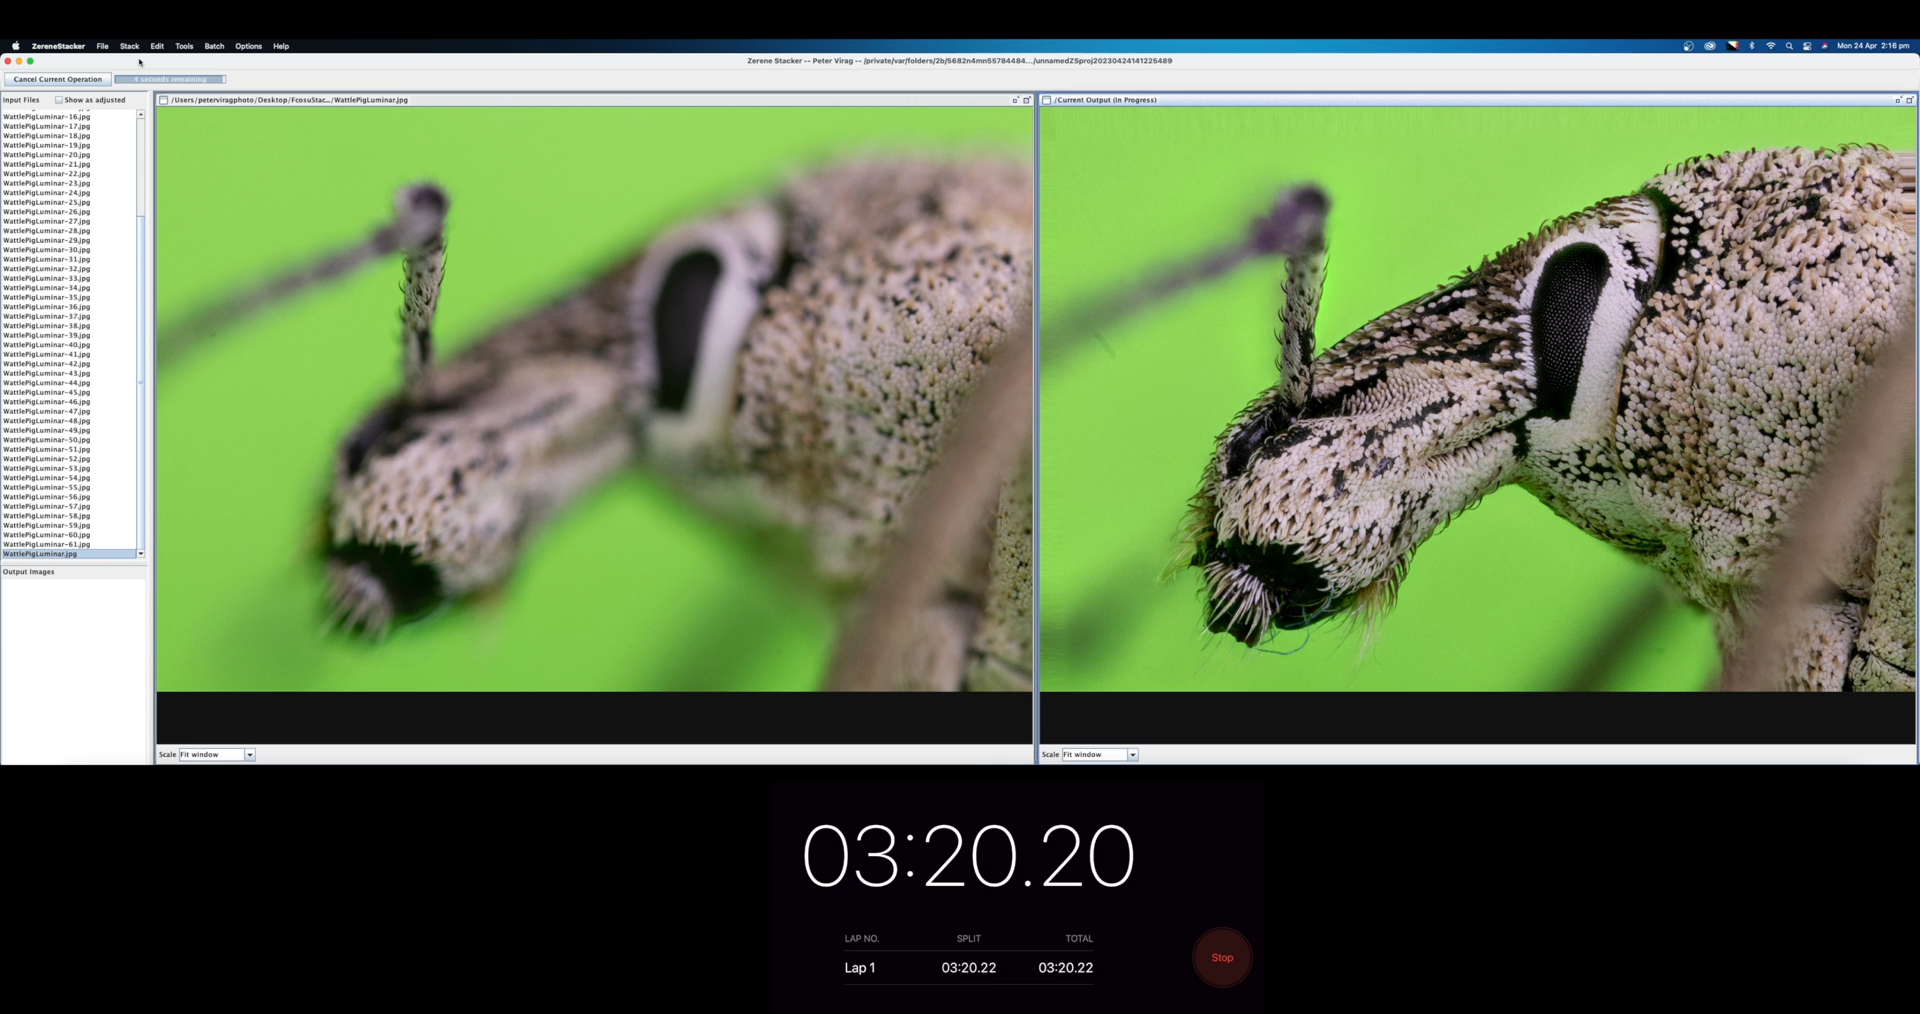 ZereneStacker File Stack Edit Tools Batch Options Help Mon 24 Apr 2:16 pm
Zerene Stacker -- Peter Virag -- /private/var/folders/2b/5682n4mn55784484.../unnamedZSproj20230424141225489
Cancel Current Operation 4 seconds remaining
Input Files Show as adjusted
/Users/peterviragphoto/Desktop/FcosuStac.../WattlePigLuminar.jpg
/Current Output (In Progress)
WattlePigLuminar-16.jpg
WattlePigLuminar-17.jpg
WattlePigLuminar-18.jpg
WattlePigLuminar-19.jpg
WattlePigLuminar-20.jpg
WattlePigLuminar-21.jpg
WattlePigLuminar-22.jpg
WattlePigLuminar-23.jpg
WattlePigLuminar-24.jpg
WattlePigLuminar-25.jpg
WattlePigLuminar-26.jpg
WattlePigLuminar-27.jpg
WattlePigLuminar-28.jpg
WattlePigLuminar-29.jpg
WattlePigLuminar-30.jpg
WattlePigLuminar-31.jpg
WattlePigLuminar-32.jpg
WattlePigLuminar-33.jpg
WattlePigLuminar-34.jpg
WattlePigLuminar-35.jpg
WattlePigLuminar-36.jpg
WattlePigLuminar-37.jpg
WattlePigLuminar-38.jpg
WattlePigLuminar-39.jpg
WattlePigLuminar-40.jpg
WattlePigLuminar-41.jpg
WattlePigLuminar-42.jpg
WattlePigLuminar-43.jpg
WattlePigLuminar-44.jpg
WattlePigLuminar-45.jpg
WattlePigLuminar-46.jpg
WattlePigLuminar-47.jpg
WattlePigLuminar-48.jpg
WattlePigLuminar-49.jpg
WattlePigLuminar-50.jpg
WattlePigLuminar-51.jpg
WattlePigLuminar-52.jpg
WattlePigLuminar-53.jpg
WattlePigLuminar-54.jpg
WattlePigLuminar-55.jpg
WattlePigLuminar-56.jpg
WattlePigLuminar-57.jpg
WattlePigLuminar-58.jpg
WattlePigLuminar-59.jpg
WattlePigLuminar-60.jpg
WattlePigLuminar-61.jpg
WattlePigLuminar.jpg
Output Images
Scale Fit window
Scale Fit window
03:20.20
LAP NO. SPLIT TOTAL
Lap 1 03:20.22 03:20.22
Stop